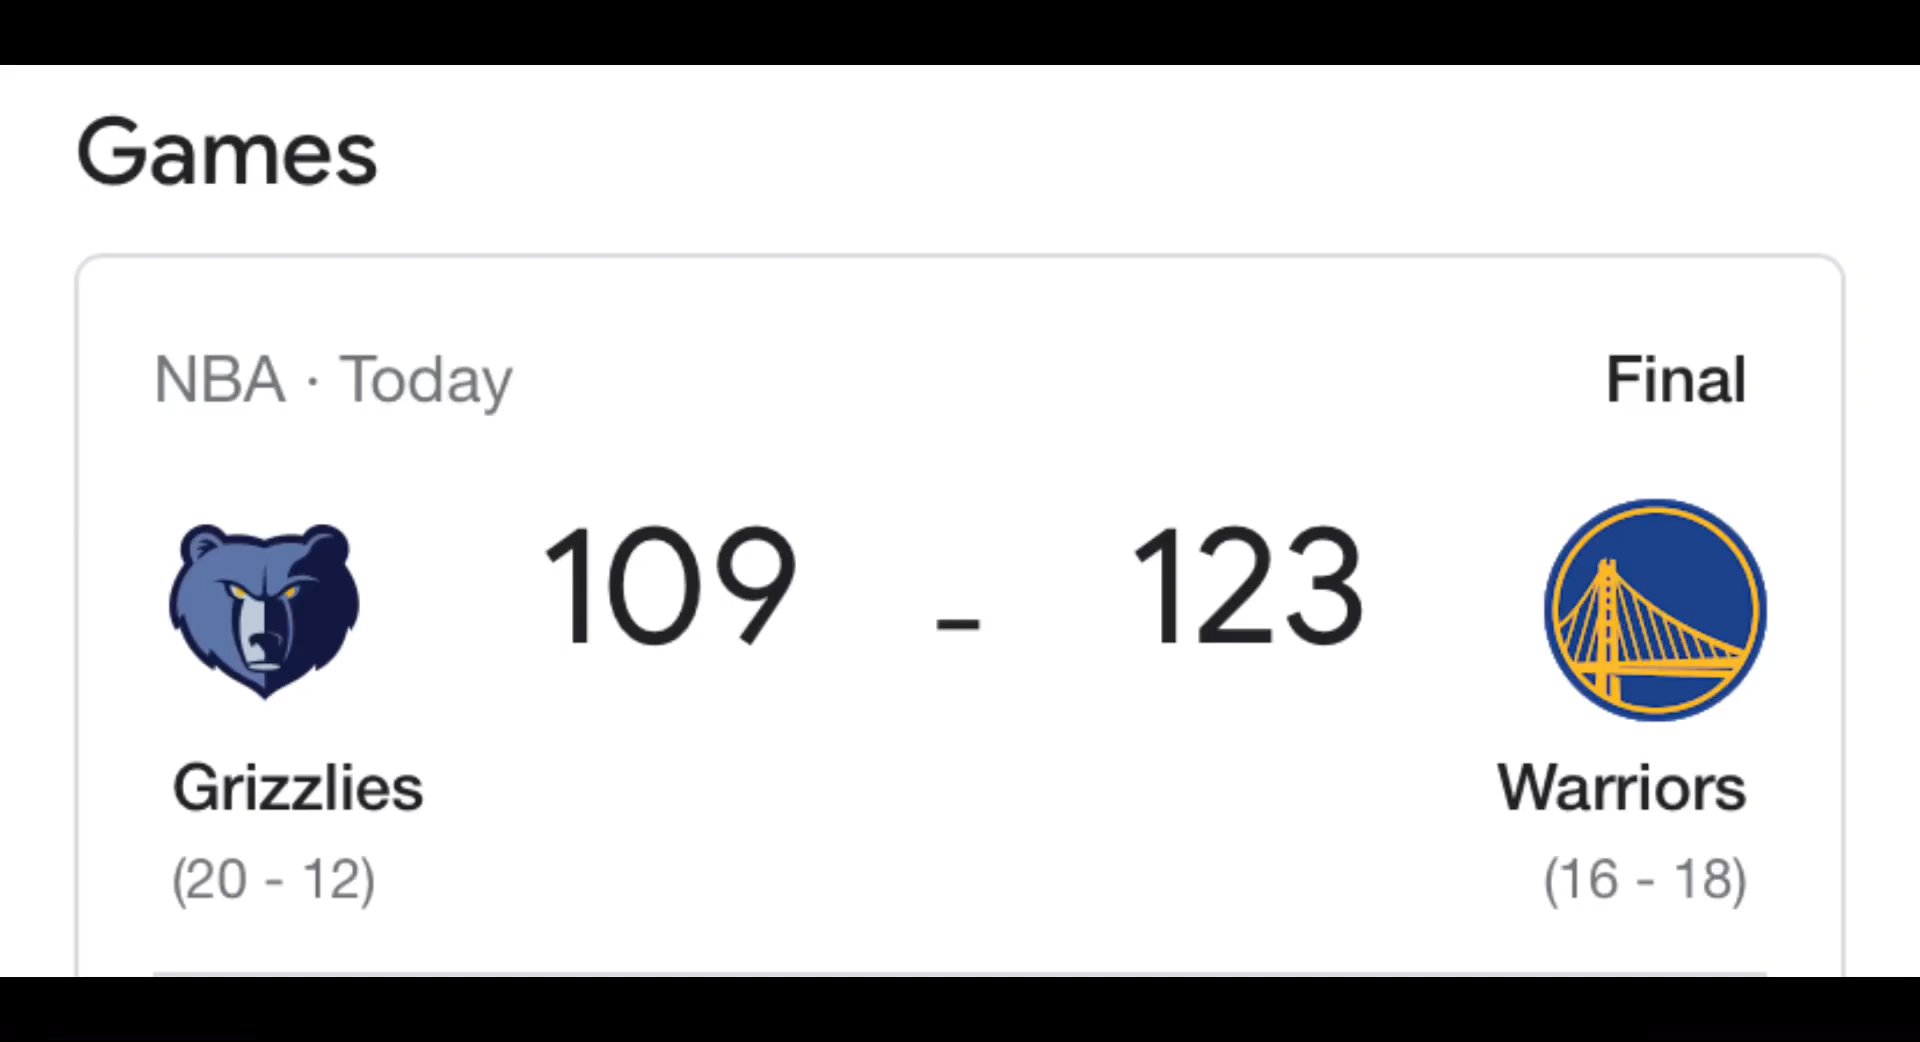 Games
NBA · Today Final
109 - 123
Grizzlies Warriors
(20 - 12) (16 - 18)